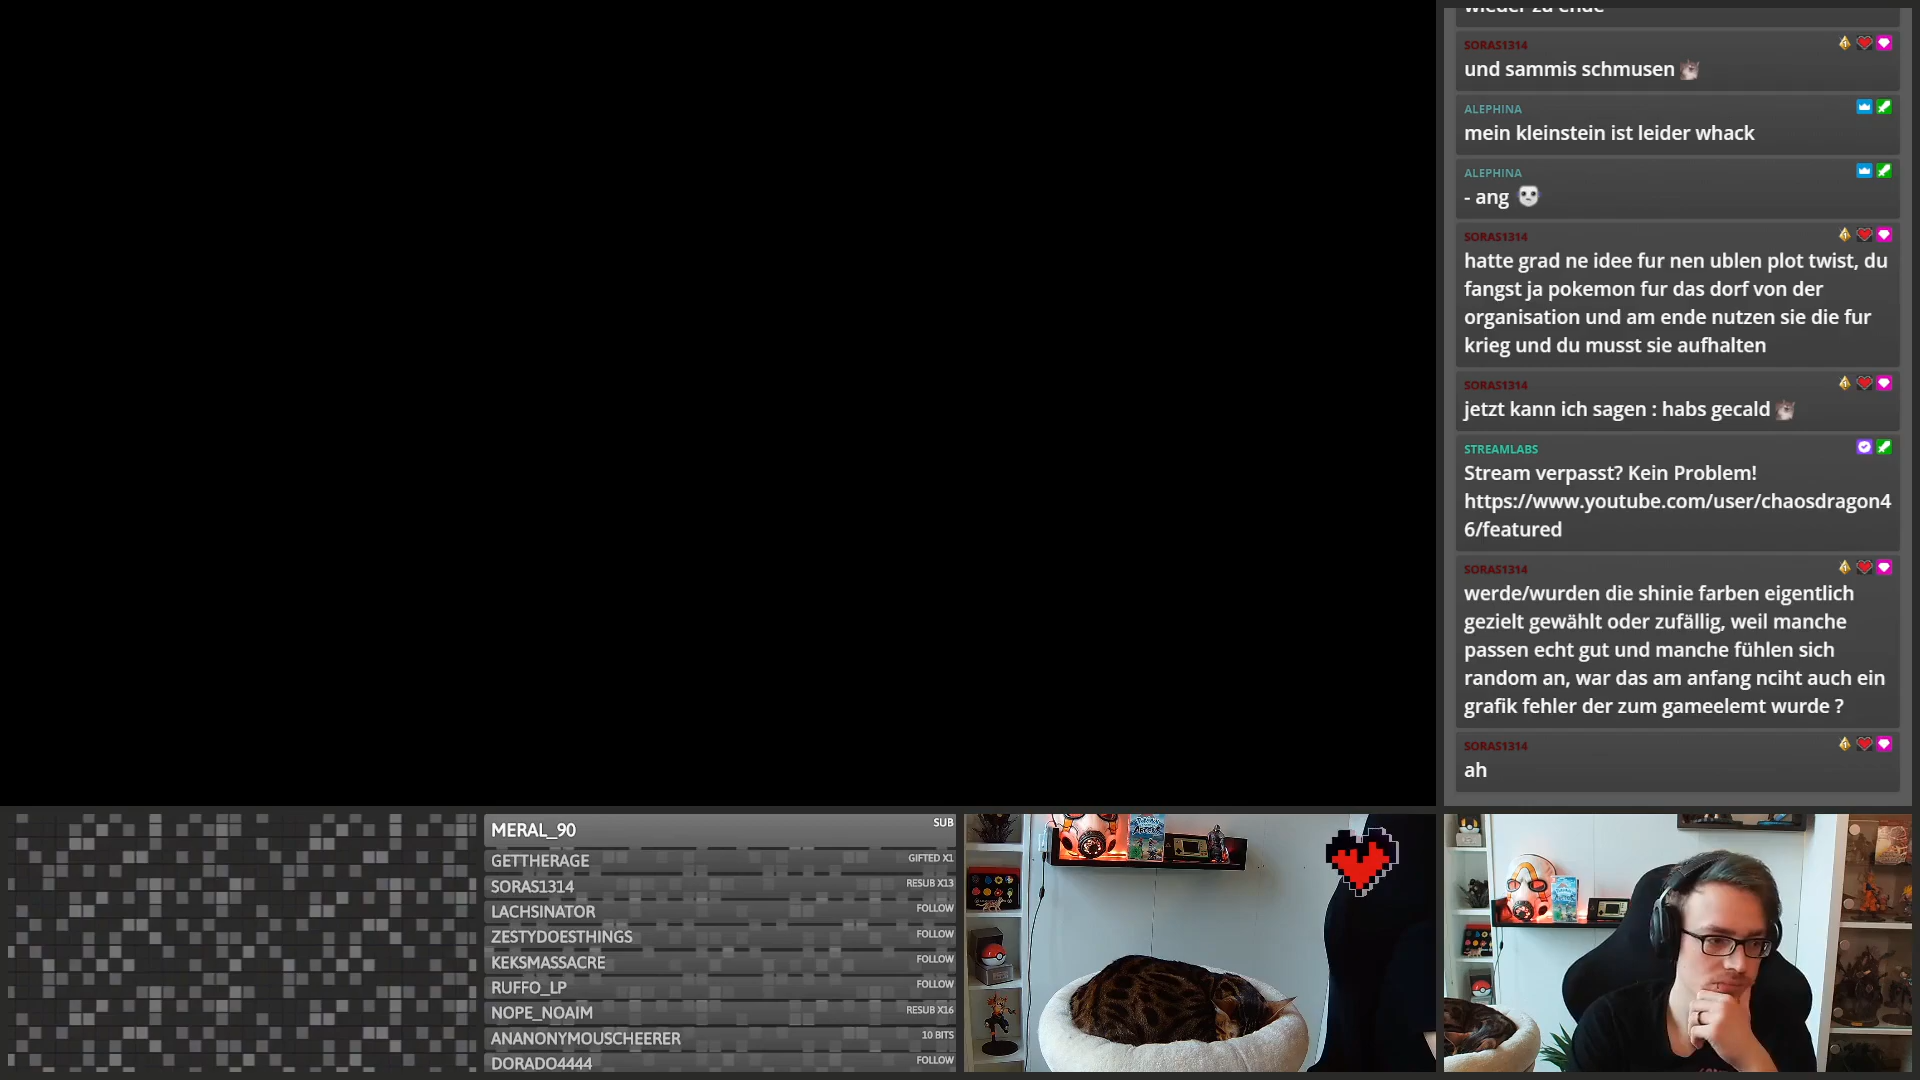 wieder zu ende
SORAS1314
und sammis schmusen
ALEPHINA
mein kleinstein ist leider whack
ALEPHINA
- ang
SORAS1314
hatte grad ne idee fur nen ublen plot twist, du
fangst ja pokemon fur das dorf von der
organisation und am ende nutzen sie die fur
krieg und du musst sie aufhalten
SORAS1314
jetzt kann ich sagen : habs gecald
STREAMLABS
Stream verpasst? Kein Problem!
https://www.youtube.com/user/chaosdragon4
6/featured
SORAS1314
werde/wurden die shinie farben eigentlich
gezielt gewählt oder zufällig, weil manche
passen echt gut und manche fühlen sich
random an, war das am anfang nciht auch ein
grafik fehler der zum gameelemt wurde ?
SORAS1314
ah
MERAL_90 SUB
GETTHERAGE GIFTED X1
SORAS1314 RESUB X13
LACHSINATOR FOLLOW
ZESTYDOESTHINGS FOLLOW
KEKSMASSACRE FOLLOW
RUFFO_LP FOLLOW
NOPE_NOAIM RESUB X16
ANANONYMOUSCHEERER 10 BITS
DORADO4444 FOLLOW